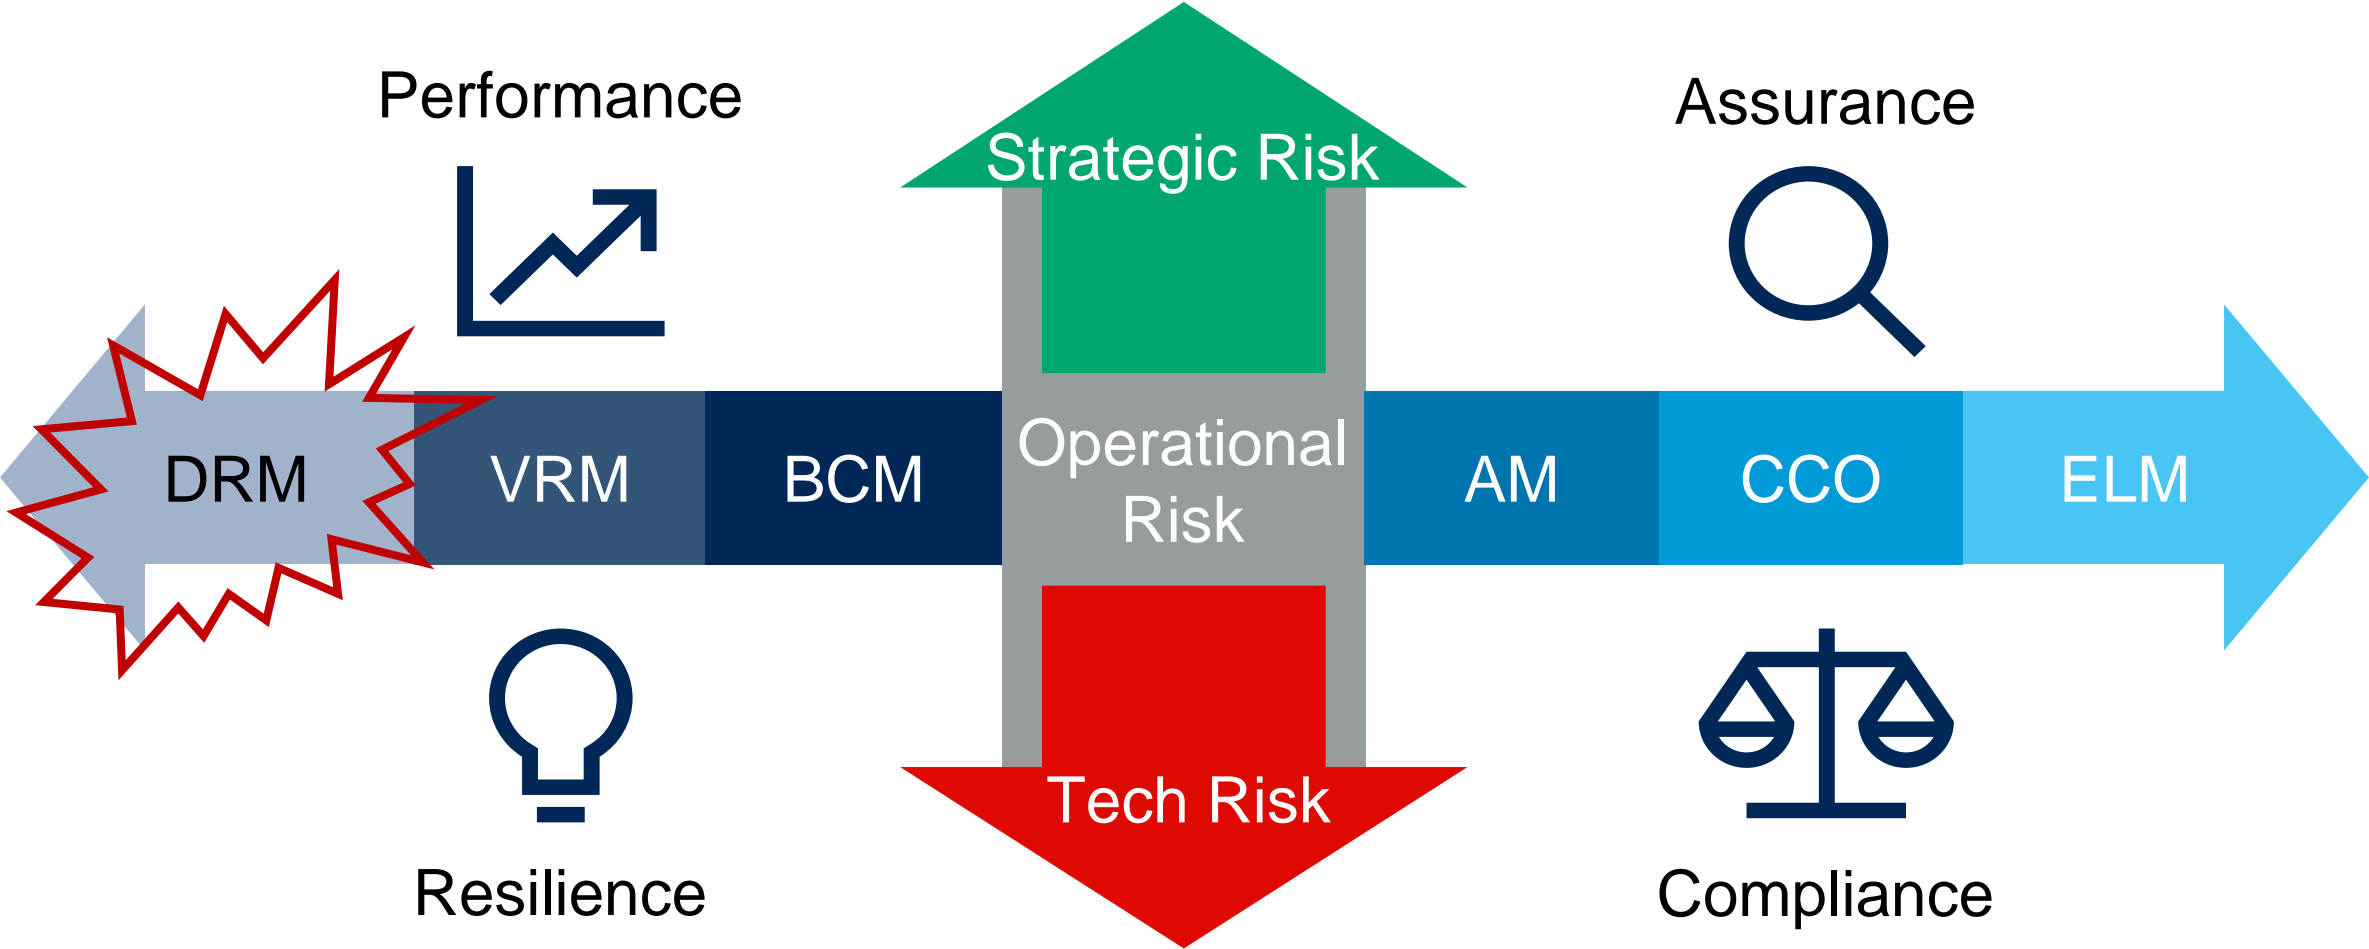 Performance
Assurance
Strategic Risk
DRM
VRM
BCM
Operational
Risk
AM
CCO
ELM
Tech Risk
Resilience
Compliance